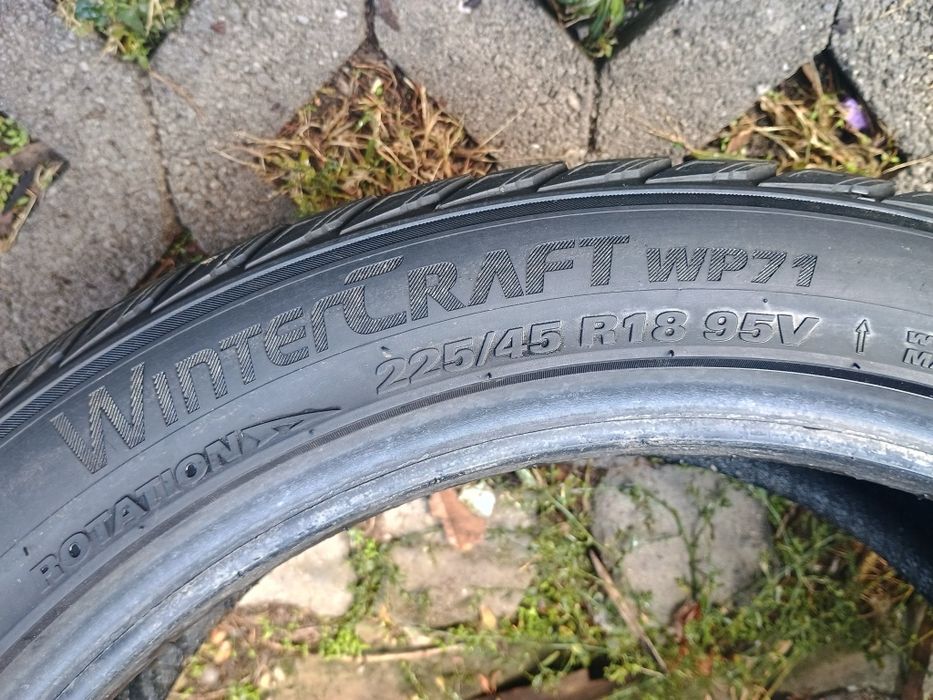 WINTERCRAFT WP71
225/45 R18 95V
ROTATION